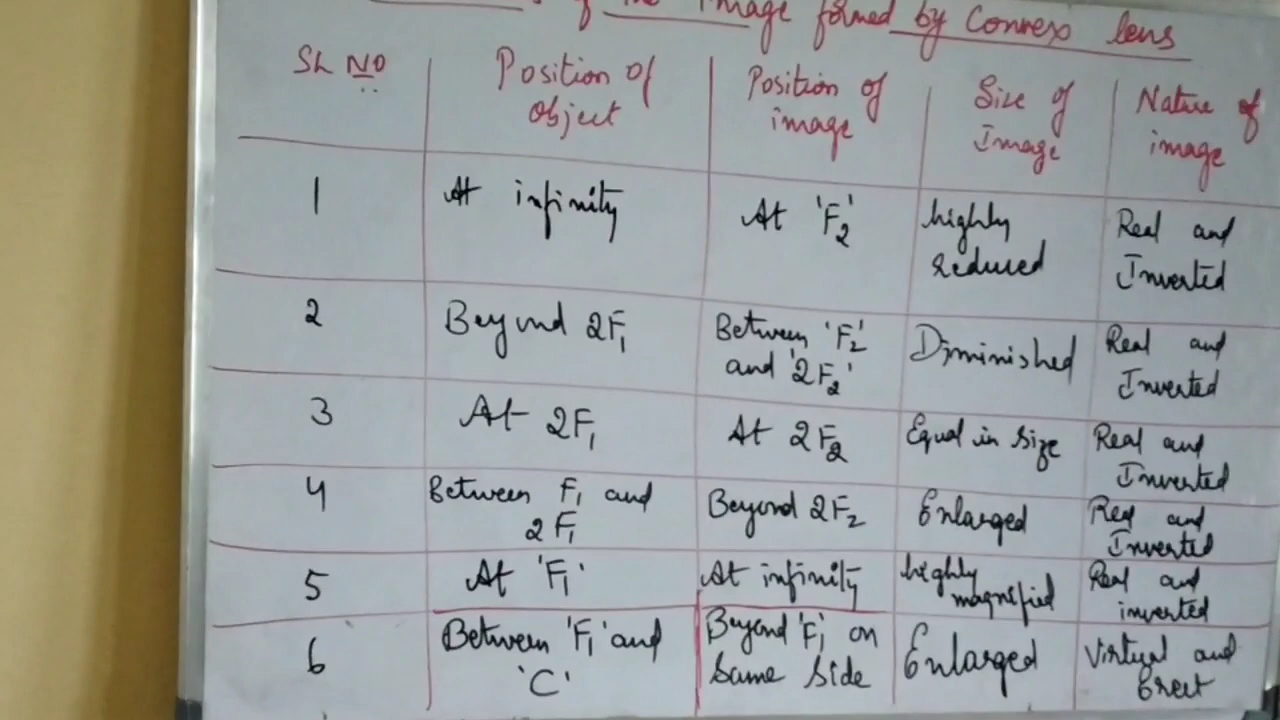 of the Image formed by Convex lens
Sl NO
Position of
object
Position of
image
Size of
Image
Nature of
image
1
At infinity
At 'F2'
highly
reduced
Real and
Inverted
2
Beyond 2F1
Between 'F2'
and '2F2'
Diminished
Real and
Inverted
3
At 2F1
At 2F2
Equal in size
Real and
Inverted
4
Between F1 and
2F1
Beyond 2F2
Enlarged
Real and
Inverted
5
At 'F1'
At infinity
highly
magnified
Real and
inverted
6
Between 'F1' and
'C'
Beyond 'F1' on
Same Side
Enlarged
Virtual and
Erect